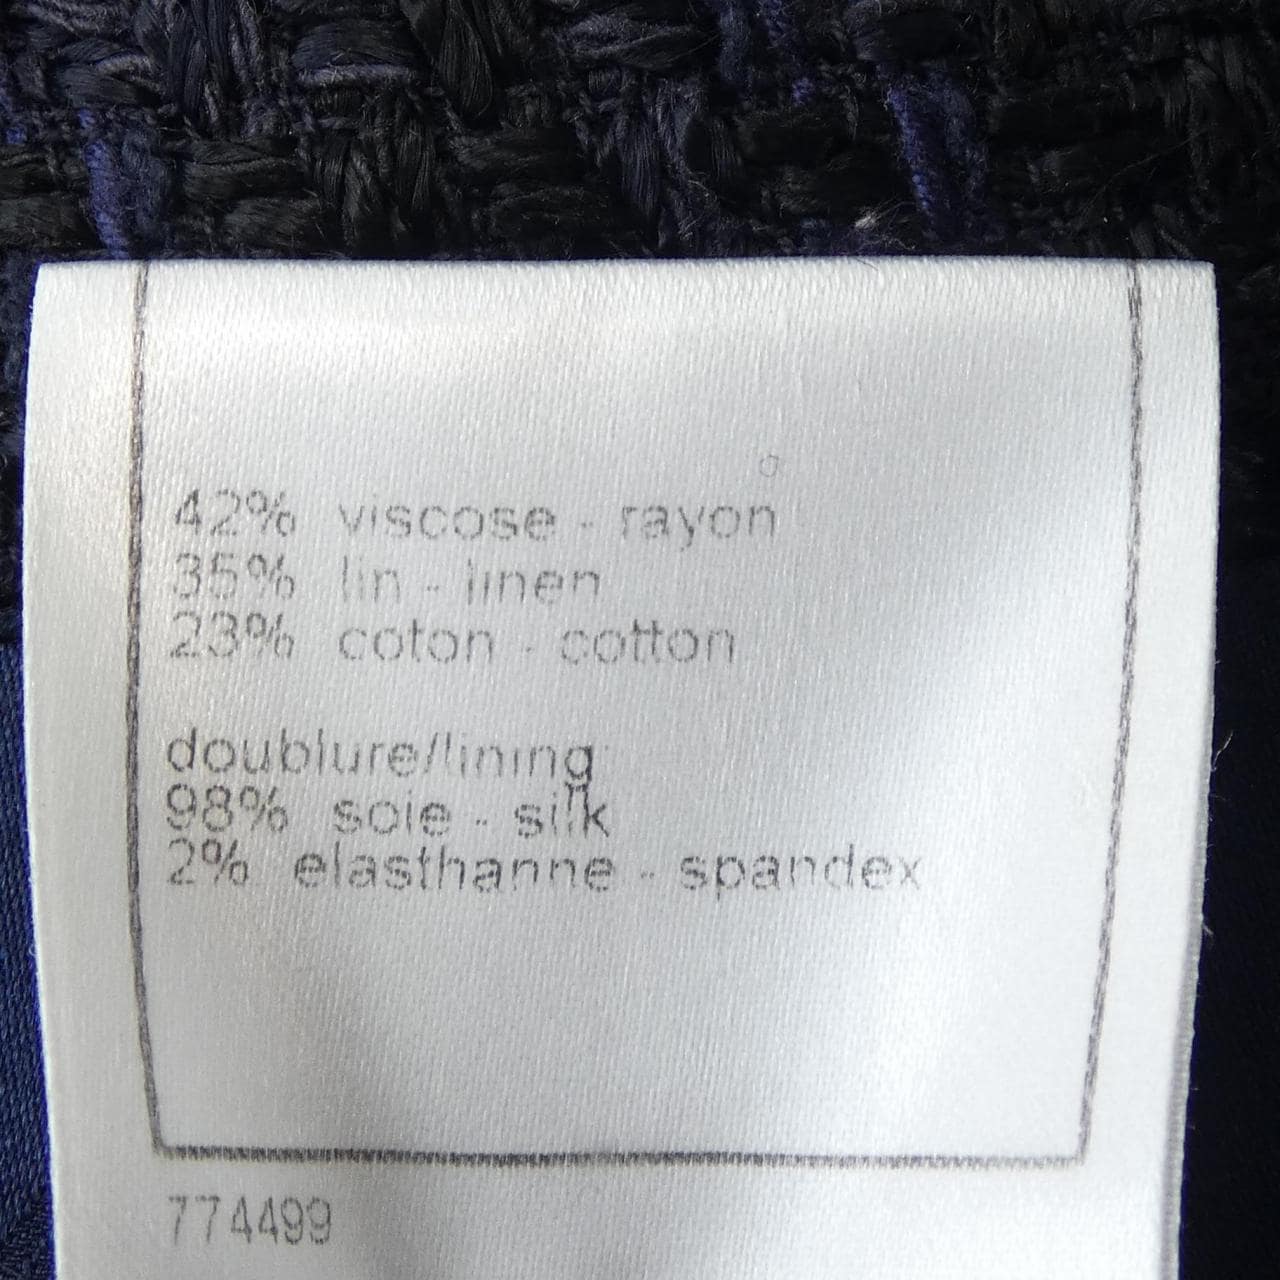 42% viscose - rayon
35% lin - linen
23% coton - cotton
doublure/lining
98% soie - silk
2% elasthanne - spandex
774499